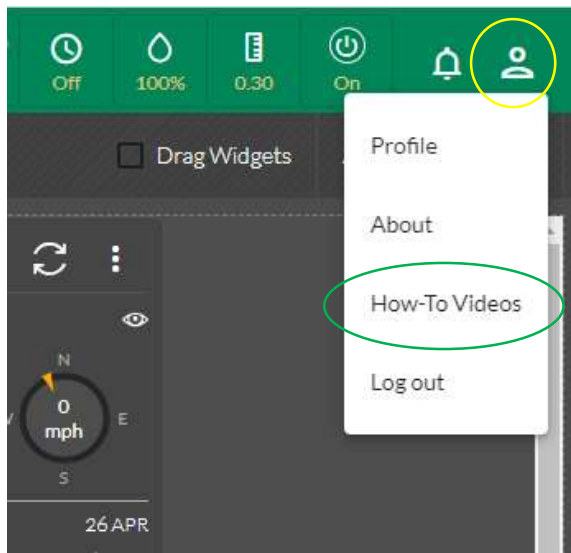 Off 100% 0.30 On
Drag Widgets
Profile
About
How-To Videos
Log out
N
0
mph
E
S
26 APR